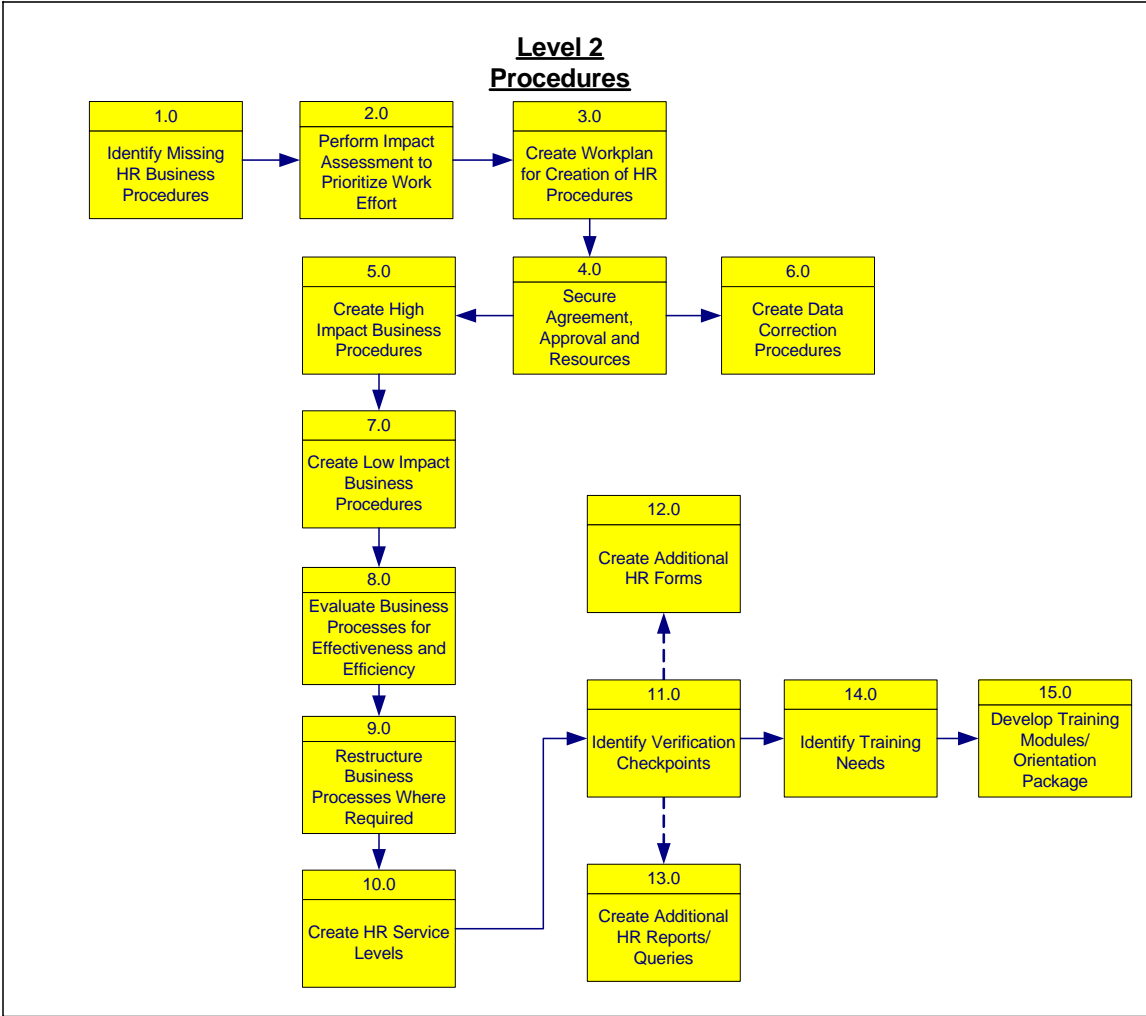 Level 2
Procedures
1.0
Identify Missing
HR Business
Procedures
2.0
Perform Impact
Assessment to
Prioritize Work
Effort
3.0
Create Workplan
for Creation of HR
Procedures
5.0
Create High
Impact Business
Procedures
4.0
Secure
Agreement,
Approval and
Resources
6.0
Create Data
Correction
Procedures
7.0
Create Low Impact
Business
Procedures
8.0
Evaluate Business
Processes for
Effectiveness and
Efficiency
9.0
Restructure
Business
Processes Where
Required
10.0
Create HR Service
Levels
12.0
Create Additional
HR Forms
11.0
Identify Verification
Checkpoints
14.0
Identify Training
Needs
15.0
Develop Training
Modules/
Orientation
Package
13.0
Create Additional
HR Reports/
Queries